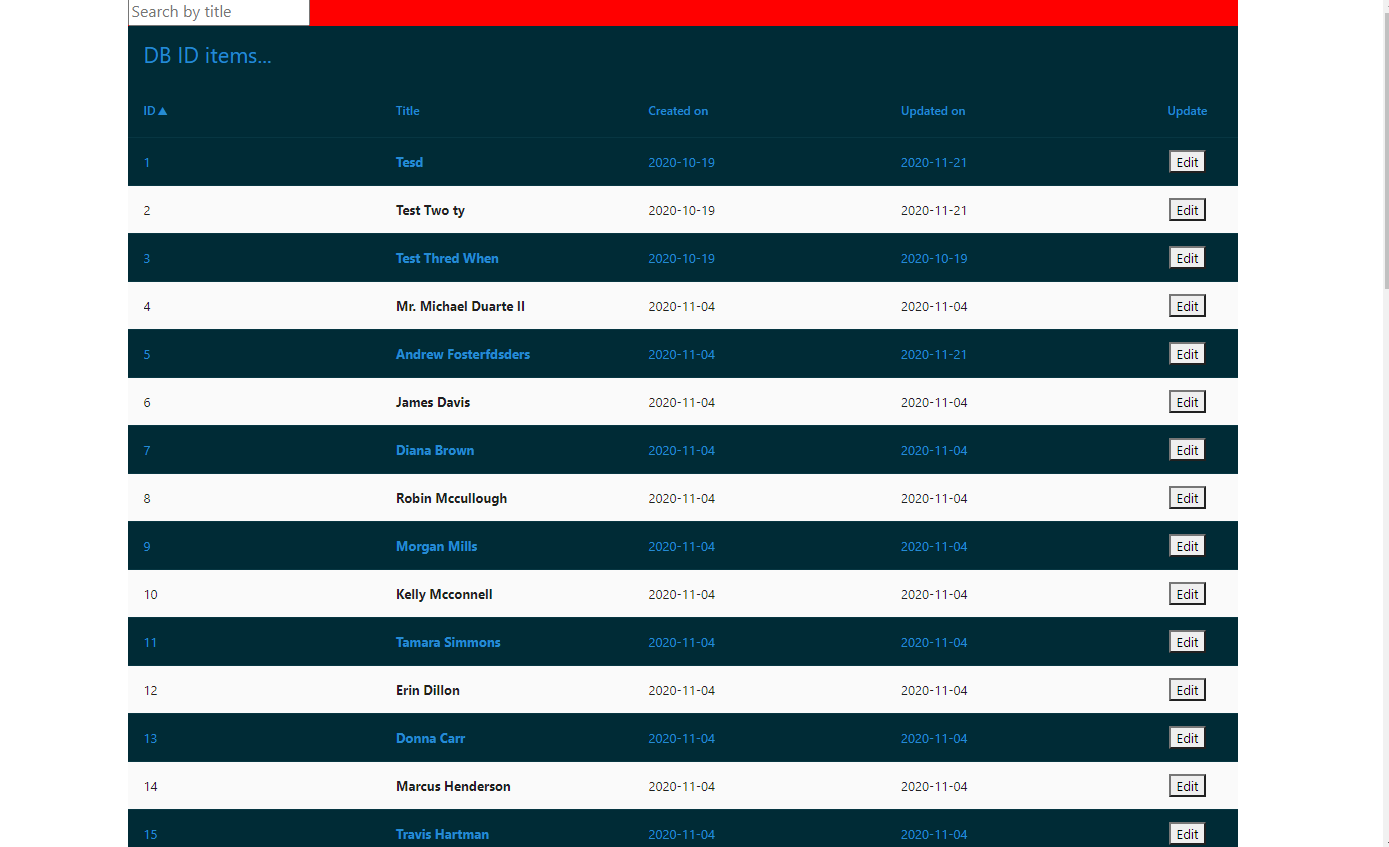 Search by title
DB ID items...
ID▲ Title Created on Updated on Update
1 Tesd 2020-10-19 2020-11-21 Edit
2 Test Two ty 2020-10-19 2020-11-21 Edit
3 Test Thred When 2020-10-19 2020-10-19 Edit
4 Mr. Michael Duarte II 2020-11-04 2020-11-04 Edit
5 Andrew Fosterfdsders 2020-11-04 2020-11-21 Edit
6 James Davis 2020-11-04 2020-11-04 Edit
7 Diana Brown 2020-11-04 2020-11-04 Edit
8 Robin Mccullough 2020-11-04 2020-11-04 Edit
9 Morgan Mills 2020-11-04 2020-11-04 Edit
10 Kelly Mcconnell 2020-11-04 2020-11-04 Edit
11 Tamara Simmons 2020-11-04 2020-11-04 Edit
12 Erin Dillon 2020-11-04 2020-11-04 Edit
13 Donna Carr 2020-11-04 2020-11-04 Edit
14 Marcus Henderson 2020-11-04 2020-11-04 Edit
15 Travis Hartman 2020-11-04 2020-11-04 Edit